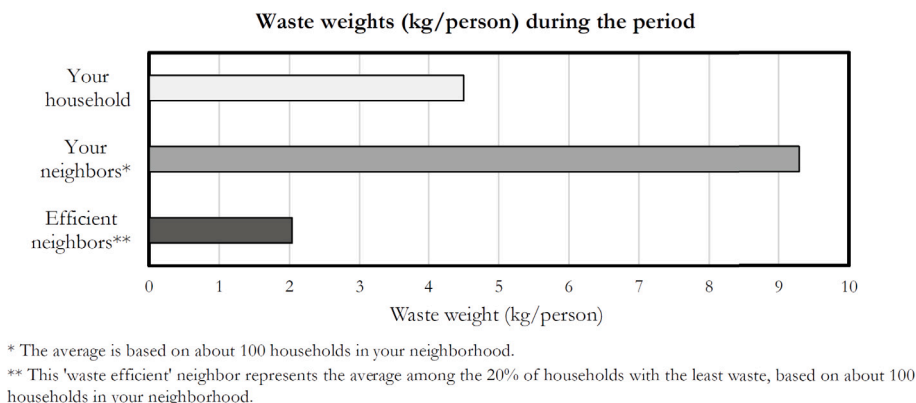 Waste weights (kg/person) during the period
Your
household
Your
neighbors*
Efficient
neighbors**
0 1 2 3 4 5 6 7 8 9 10
Waste weight (kg/person)
* The average is based on about 100 households in your neighborhood.
** This 'waste efficient' neighbor represents the average among the 20% of households with the least waste, based on about 100
households in your neighborhood.